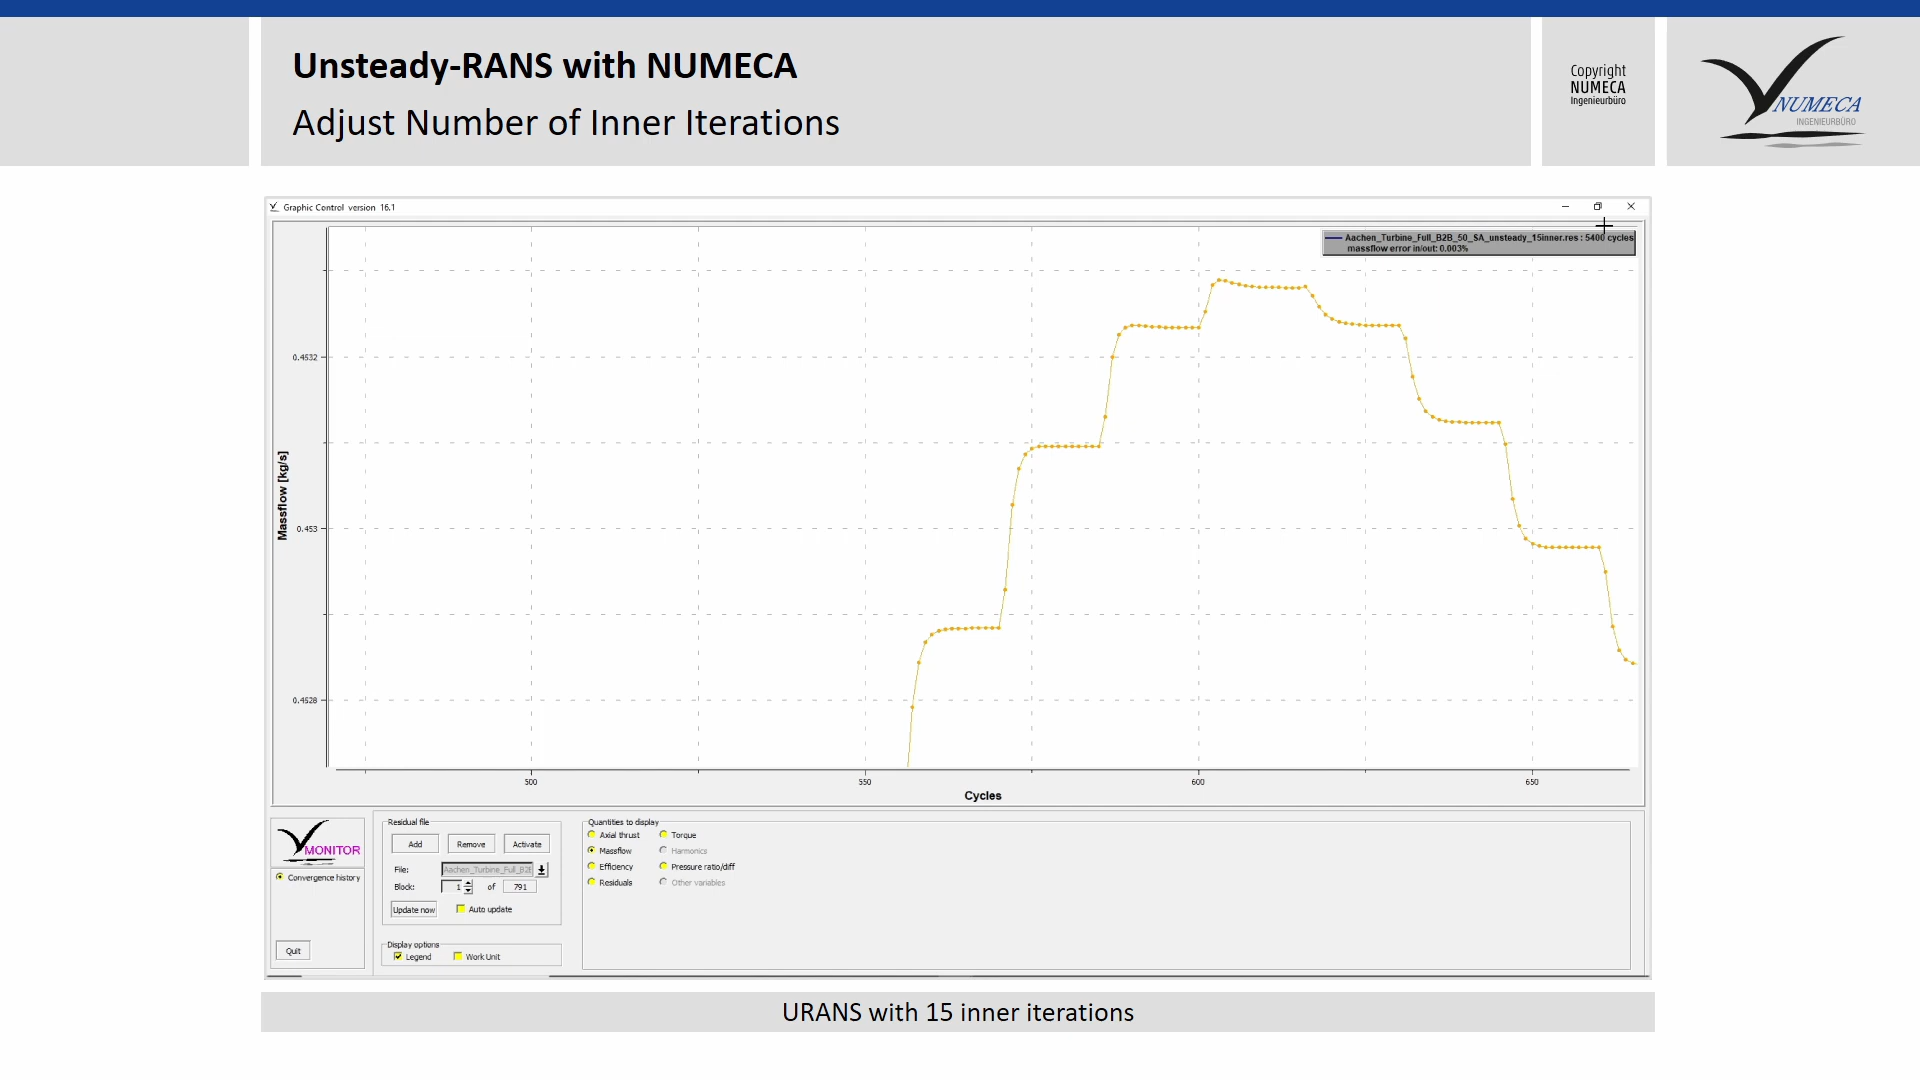 Unsteady-RANS with NUMECA
Adjust Number of Inner Iterations
Copyright
NUMECA
Ingenieurbüro
NUMECA
INGENIEURBÜRO
Graphic Control version 16.1
Aachen_Turbine_Full_B2B_50_SA_unsteady_15inner.res : 5400 cycles
massflow error in/out: 0.003%
0.4532
0.453
0.4528
Massflow [kg/s]
500
550
600
650
Cycles
MONITOR
Convergence history
Quit
Residual file
Add
Remove
Activate
File:
Aachen_Turbine_Full_B2B
Block:
1
of
791
Update now
Auto update
Display options
Legend
Work Unit
Quantities to display
Axial thrust
Torque
Massflow
Harmonics
Efficiency
Pressure ratio/diff
Residuals
Other variables
URANS with 15 inner iterations